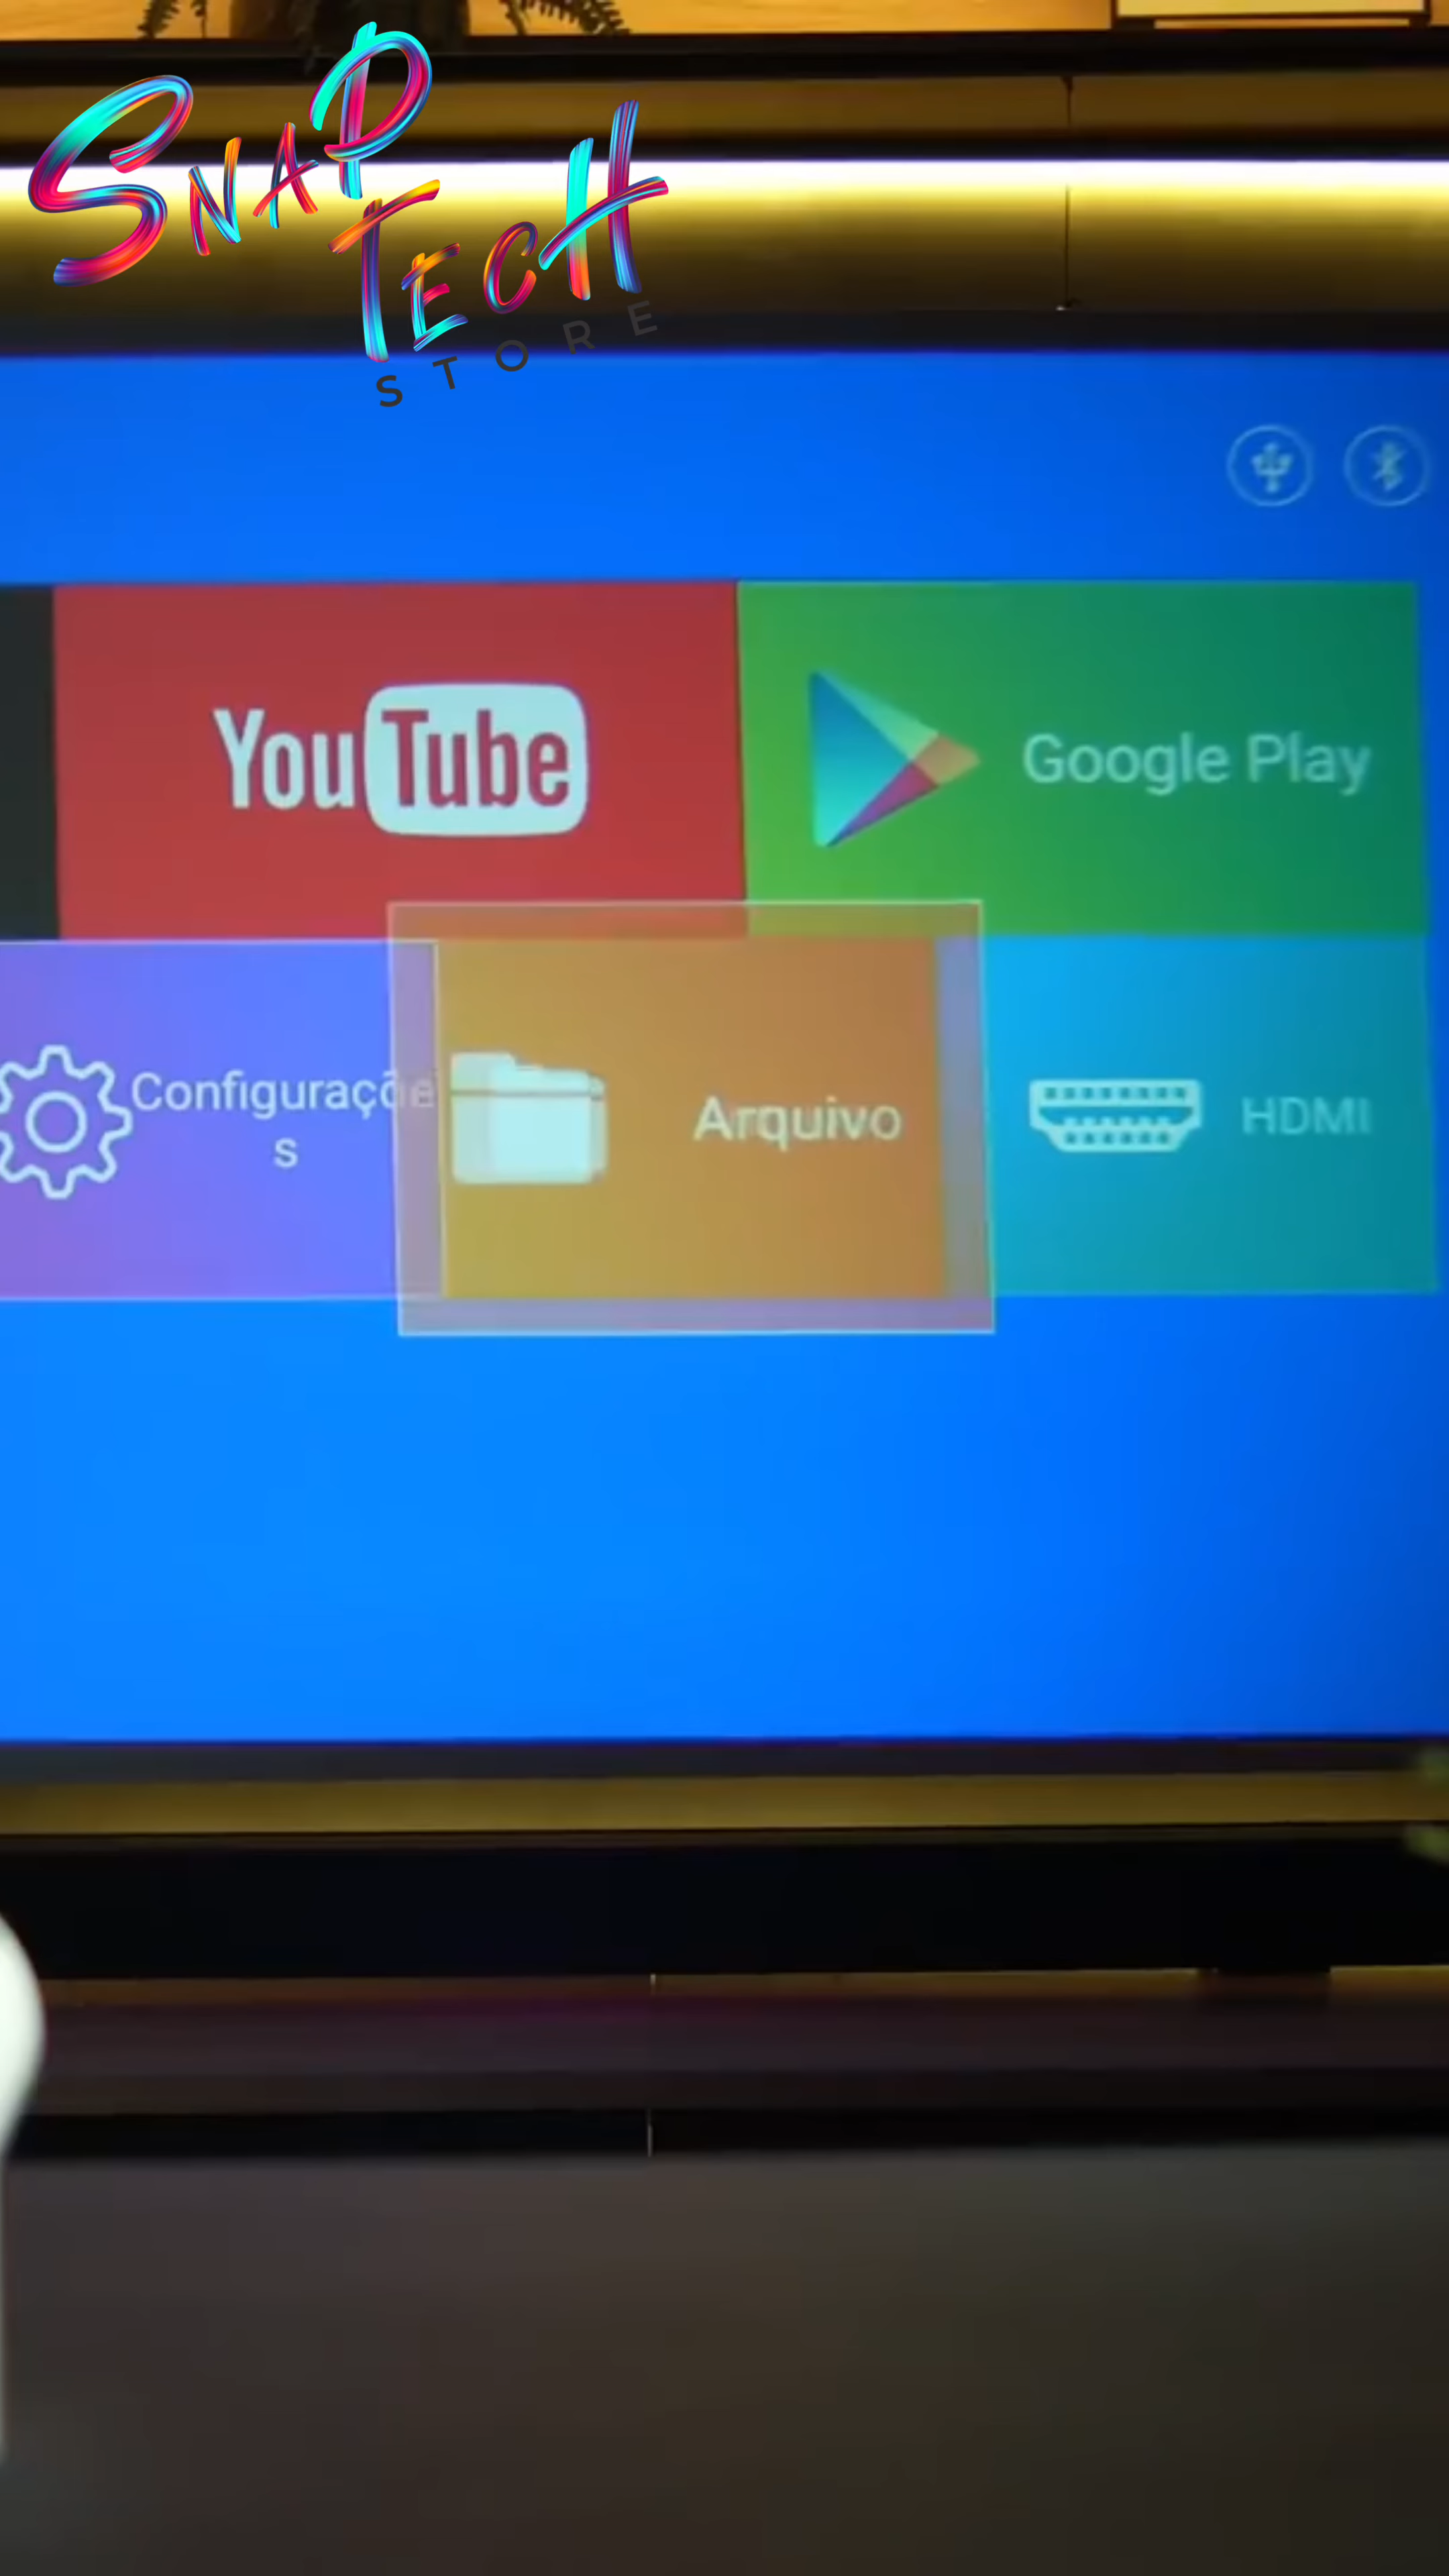 SNAP
TECH
STORE
YouTube
Google Play
Configuraçõe
s
Arquivo
HDMI